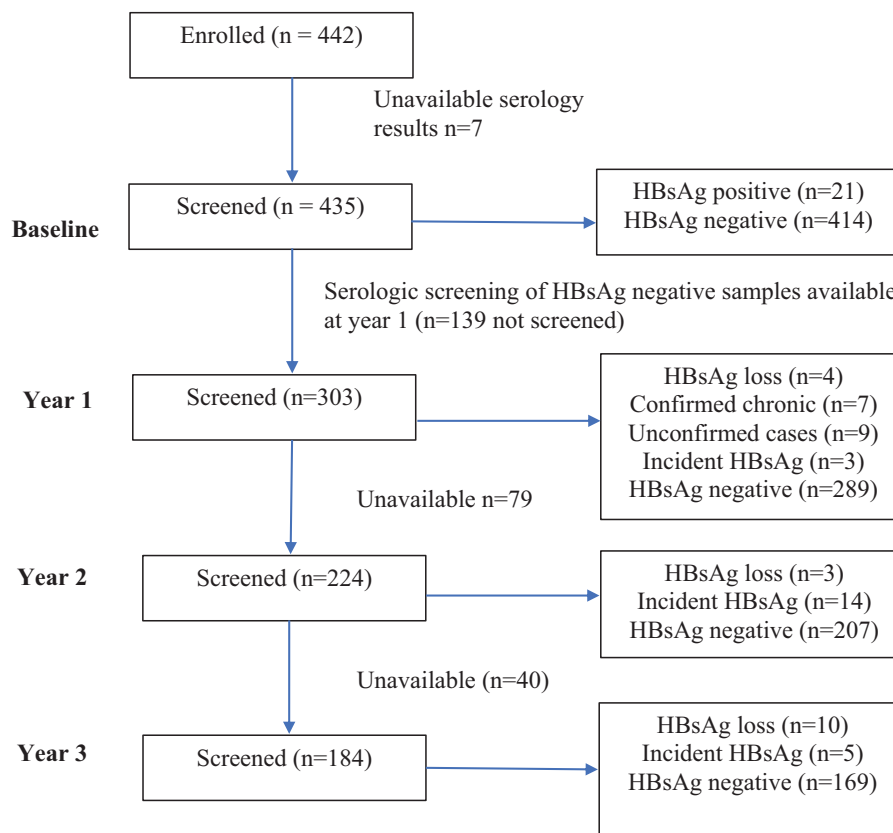 Enrolled (n = 442)
Unavailable serology
results n=7
Baseline
Screened (n = 435)
HBsAg positive (n=21)
HBsAg negative (n=414)
Serologic screening of HBsAg negative samples available
at year 1 (n=139 not screened)
Year 1
Screened (n=303)
HBsAg loss (n=4)
Confirmed chronic (n=7)
Unconfirmed cases (n=9)
Incident HBsAg (n=3)
HBsAg negative (n=289)
Unavailable n=79
Year 2
Screened (n=224)
HBsAg loss (n=3)
Incident HBsAg (n=14)
HBsAg negative (n=207)
Unavailable (n=40)
Year 3
Screened (n=184)
HBsAg loss (n=10)
Incident HBsAg (n=5)
HBsAg negative (n=169)